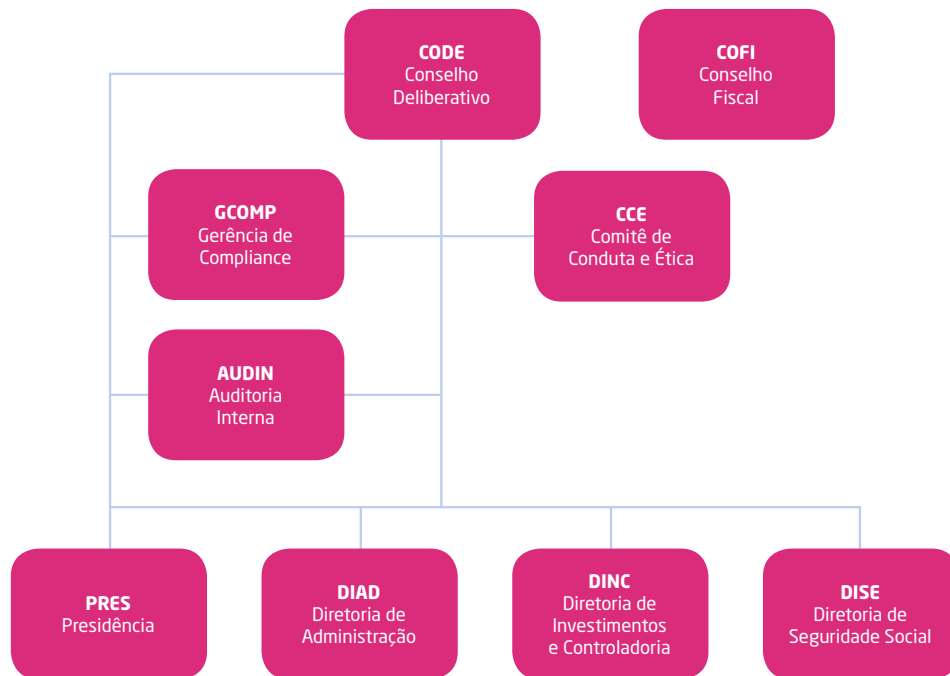 CODE
Conselho
Deliberativo
COFI
Conselho
Fiscal
GCOMP
Gerência de
Compliance
CCE
Comitê de
Conduta e Ética
AUDIN
Auditoria
Interna
PRES
Presidência
DIAD
Diretoria de
Administração
DINC
Diretoria de
Investimentos
e Controladoria
DISE
Diretoria de
Seguridade Social